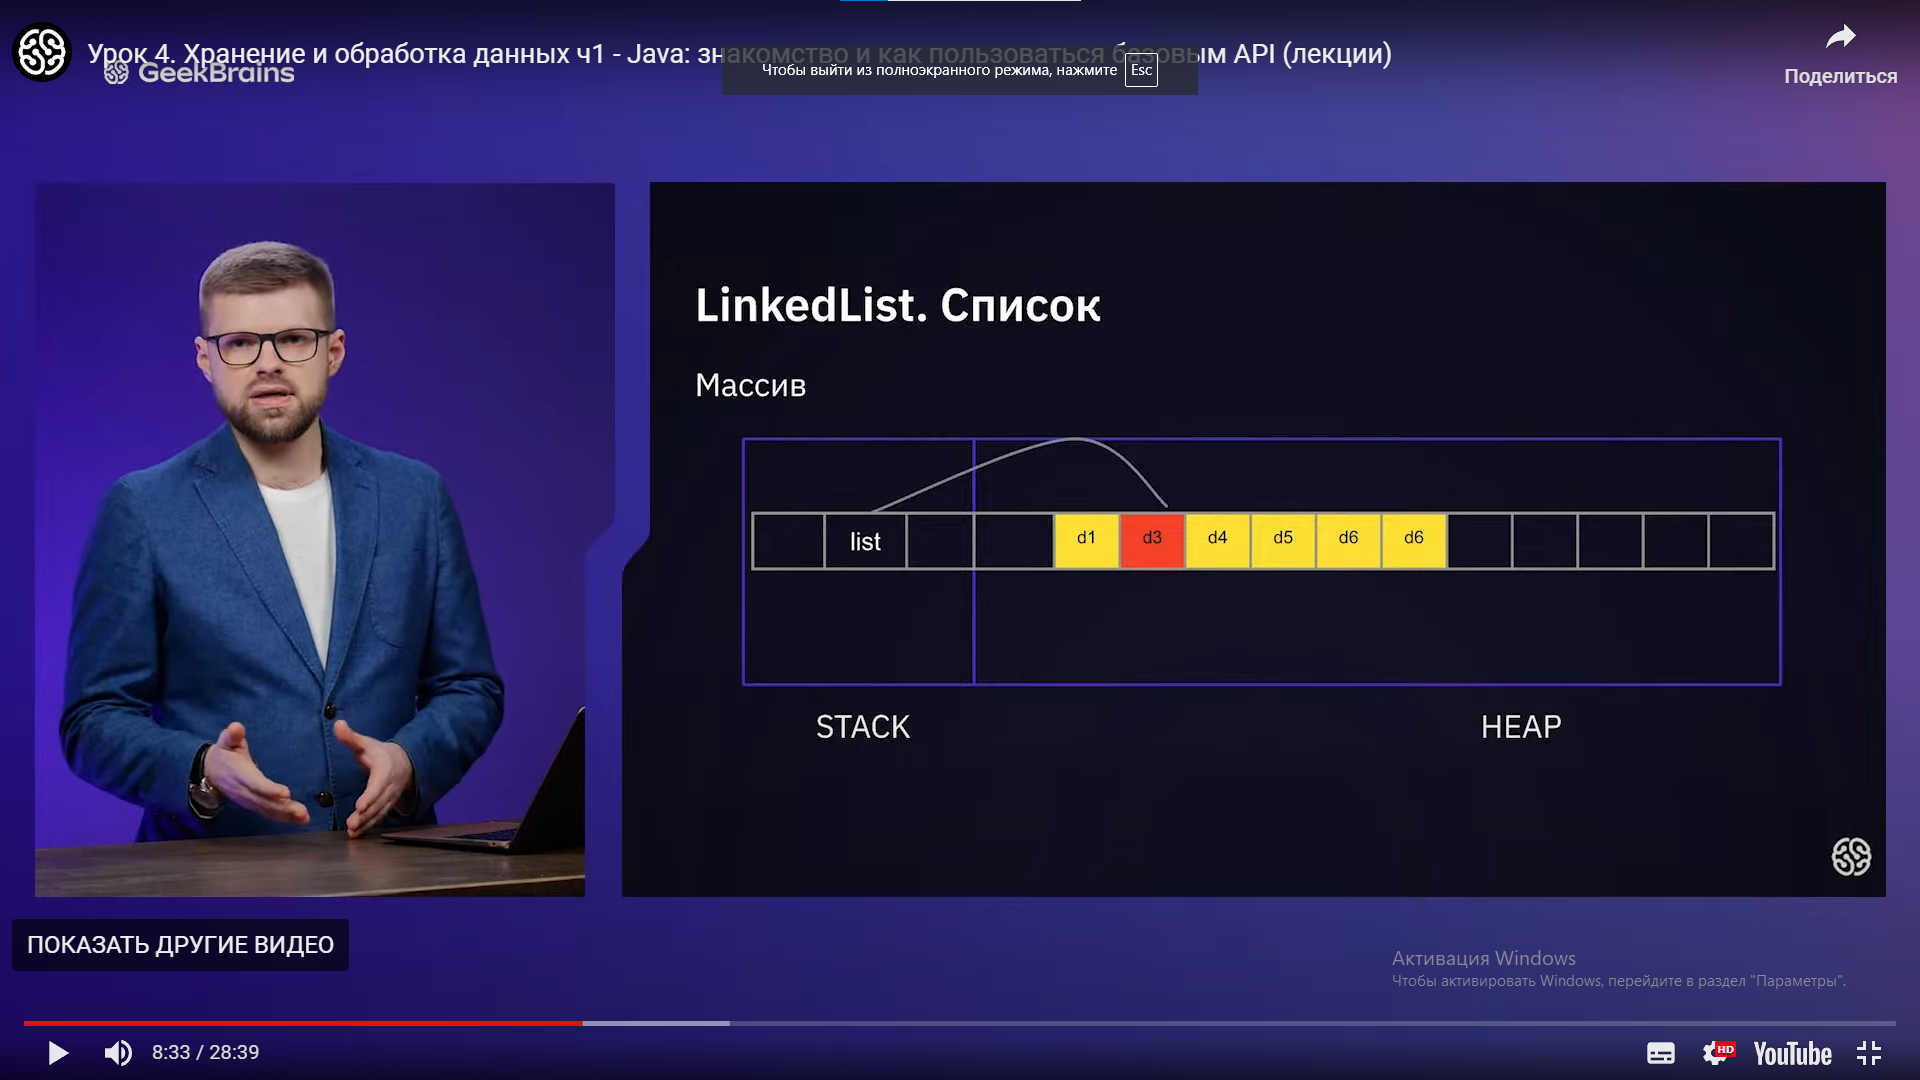 Урок 4. Хранение и обработка данных ч1 - Java: знакомство и как пользоваться базовым API (лекции)
GeekBrains
Чтобы выйти из полноэкранного режима, нажмите Esc
Поделиться
LinkedList. Список
Массив
list d1 d3 d4 d5 d6 d6
STACK HEAP
ПОКАЗАТЬ ДРУГИЕ ВИДЕО
Активация Windows
Чтобы активировать Windows, перейдите в раздел "Параметры".
8:33 / 28:39
HD YouTube